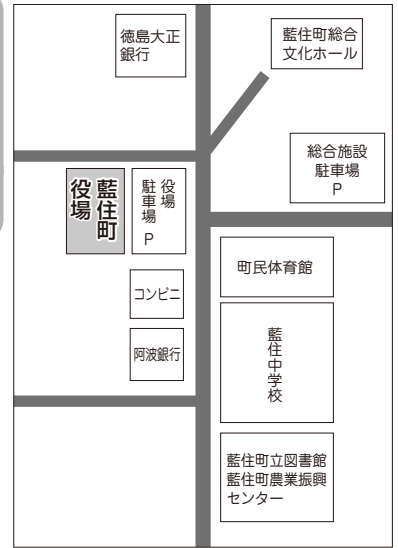 徳島大正
銀行
藍住町総合
文化ホール
総合施設
駐車場
P
藍住町
役場
役場
駐車場
P
コンビニ
阿波銀行
町民体育館
藍住中学校
藍住町立図書館
藍住町農業振興
センター